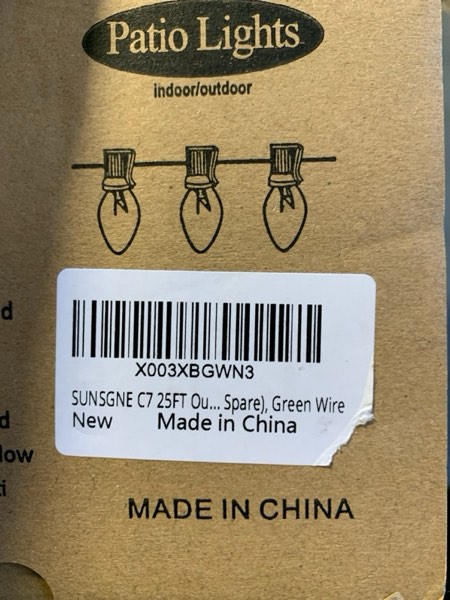 Patio Lights
indoor/outdoor
d
X003XBGWN3
SUNSGNE C7 25FT Ou... Spare), Green Wire
New Made in China
d
low
ti
MADE IN CHINA